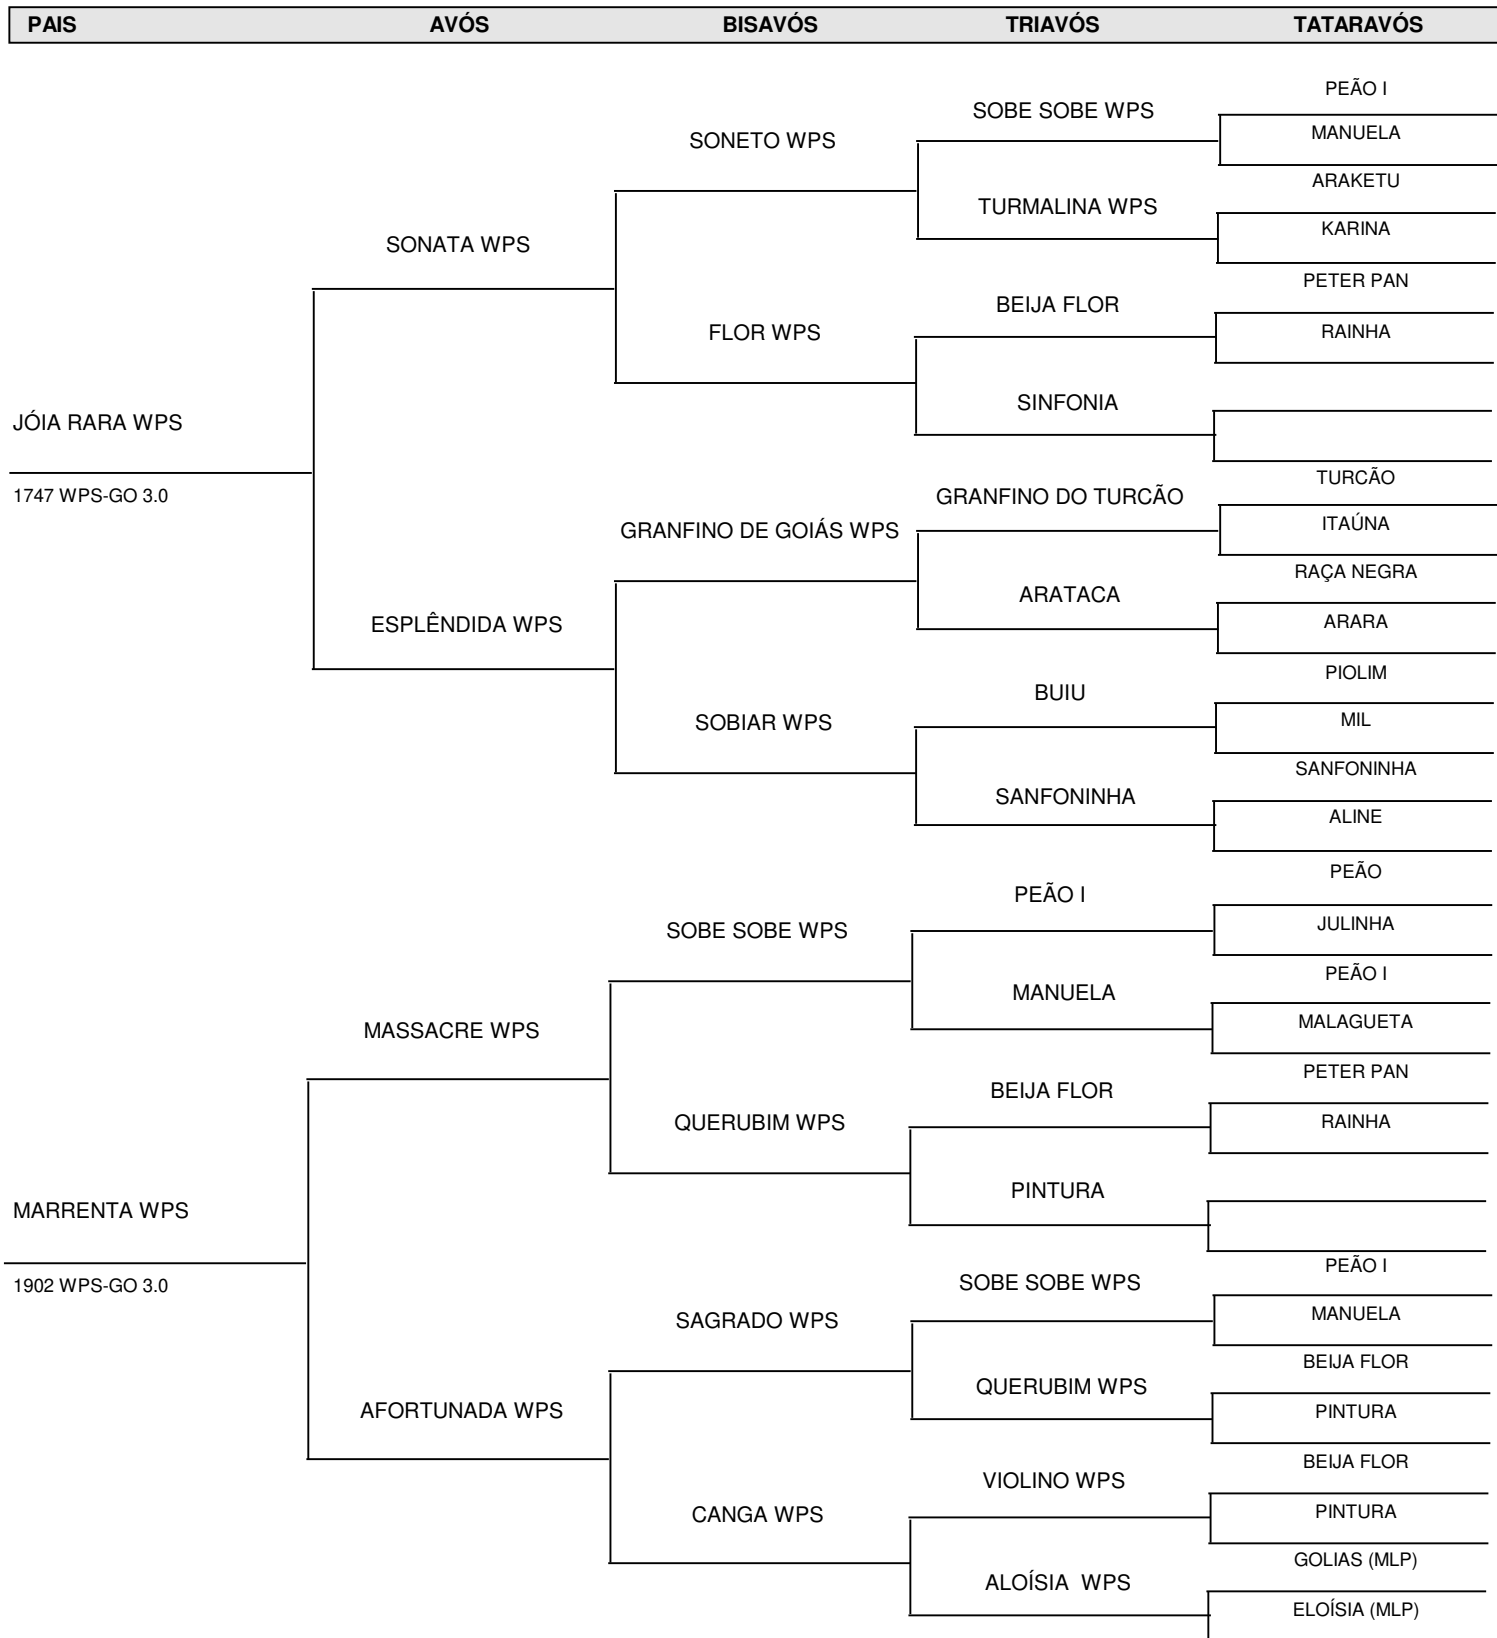 PAIS AVÓS BISAVÓS TRIAVÓS TATARAVÓS
PEÃO I
SOBE SOBE WPS
MANUELA
SONETO WPS
ARAKETU
TURMALINA WPS
KARINA
SONATA WPS
PETER PAN
BEIJA FLOR
RAINHA
FLOR WPS
SINFONIA
JÓIA RARA WPS
1747 WPS-GO 3.0
TURCÃO
GRANFINO DO TURCÃO
ITAÚNA
GRANFINO DE GOIÁS WPS
RAÇA NEGRA
ARATACA
ARARA
ESPLÊNDIDA WPS
PIOLIM
BUIU
MIL
SOBIAR WPS
SANFONINHA
SANFONINHA
ALINE
PEÃO
PEÃO I
JULINHA
SOBE SOBE WPS
PEÃO I
MANUELA
MALAGUETA
MASSACRE WPS
PETER PAN
BEIJA FLOR
RAINHA
QUERUBIM WPS
PINTURA
MARRENTA WPS
1902 WPS-GO 3.0
PEÃO I
SOBE SOBE WPS
MANUELA
SAGRADO WPS
BEIJA FLOR
QUERUBIM WPS
PINTURA
AFORTUNADA WPS
BEIJA FLOR
VIOLINO WPS
PINTURA
CANGA WPS
GOLIAS (MLP)
ALOÍSIA WPS
ELOÍSIA (MLP)